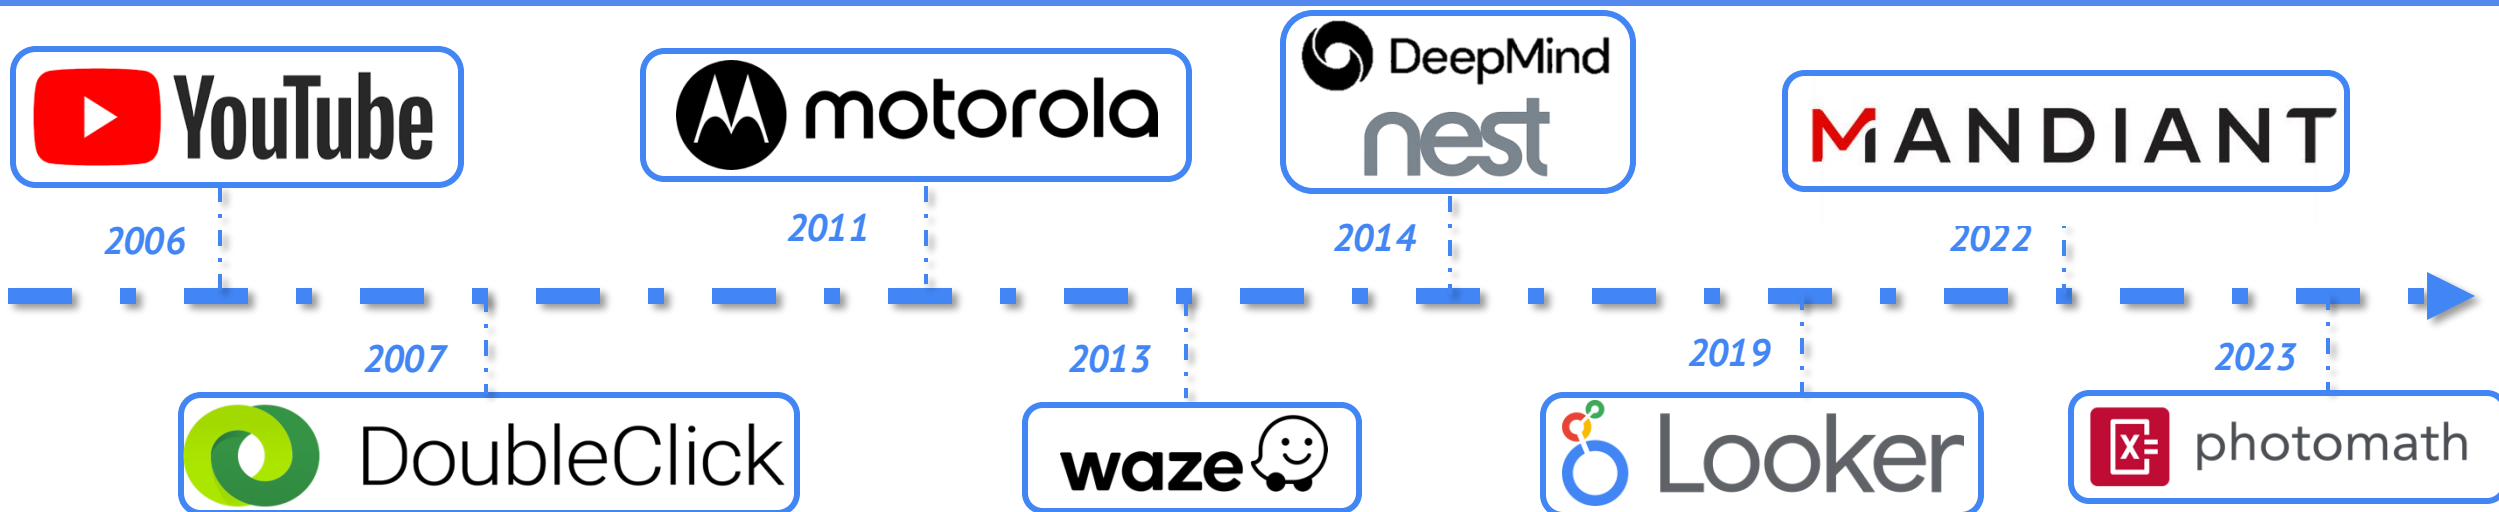 YouTube
2006
DoubleClick
2007
motorola
2011
waze
2013
DeepMind
nest
2014
Looker
2019
MANDIANT
2022
photomath
2023